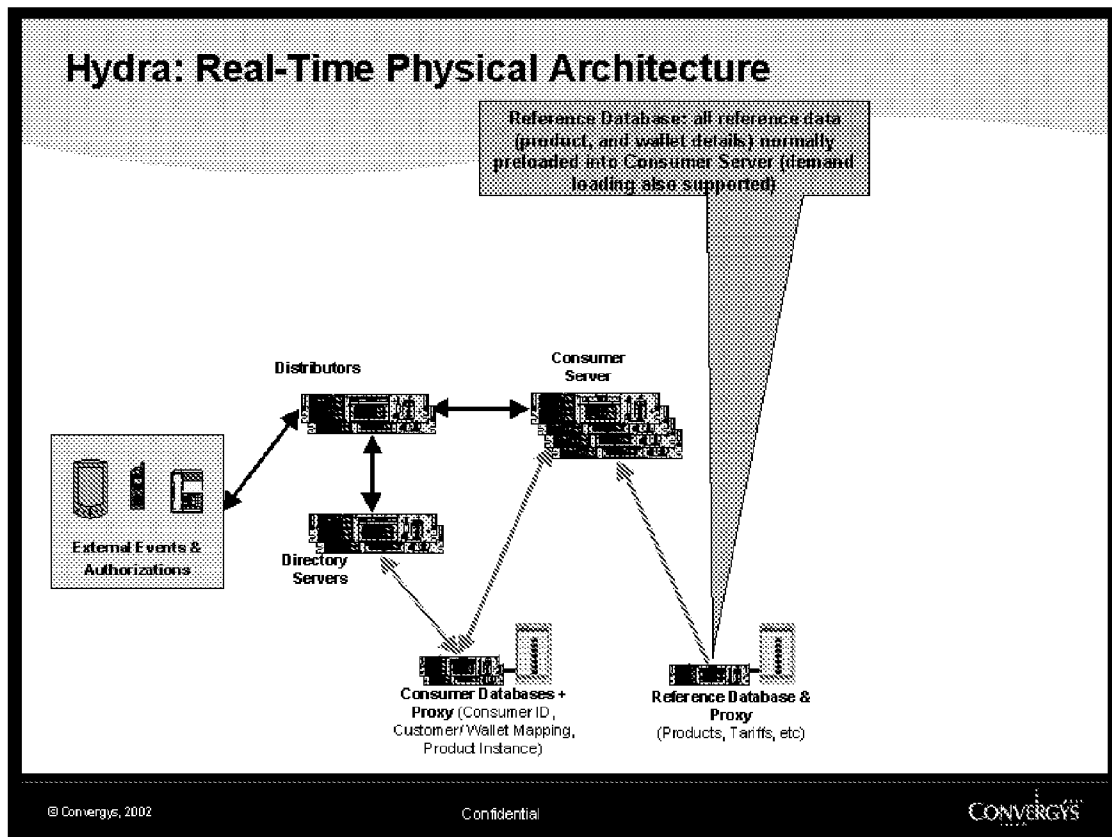 Hydra: Real-Time Physical Architecture
Reference Database: all reference data
(product, and wallet details) normally
preloaded into Consumer Server (demand
loading also supported)
Distributors
Consumer
Server
External Events &
Authorizations
Directory
Servers
Consumer Databases +
Proxy (Consumer ID,
Customer/ Wallet Mapping,
Product Instance)
Reference Database &
Proxy
(Products, Tariffs, etc)
© Convergys, 2002
Confidential
CONVERGYS